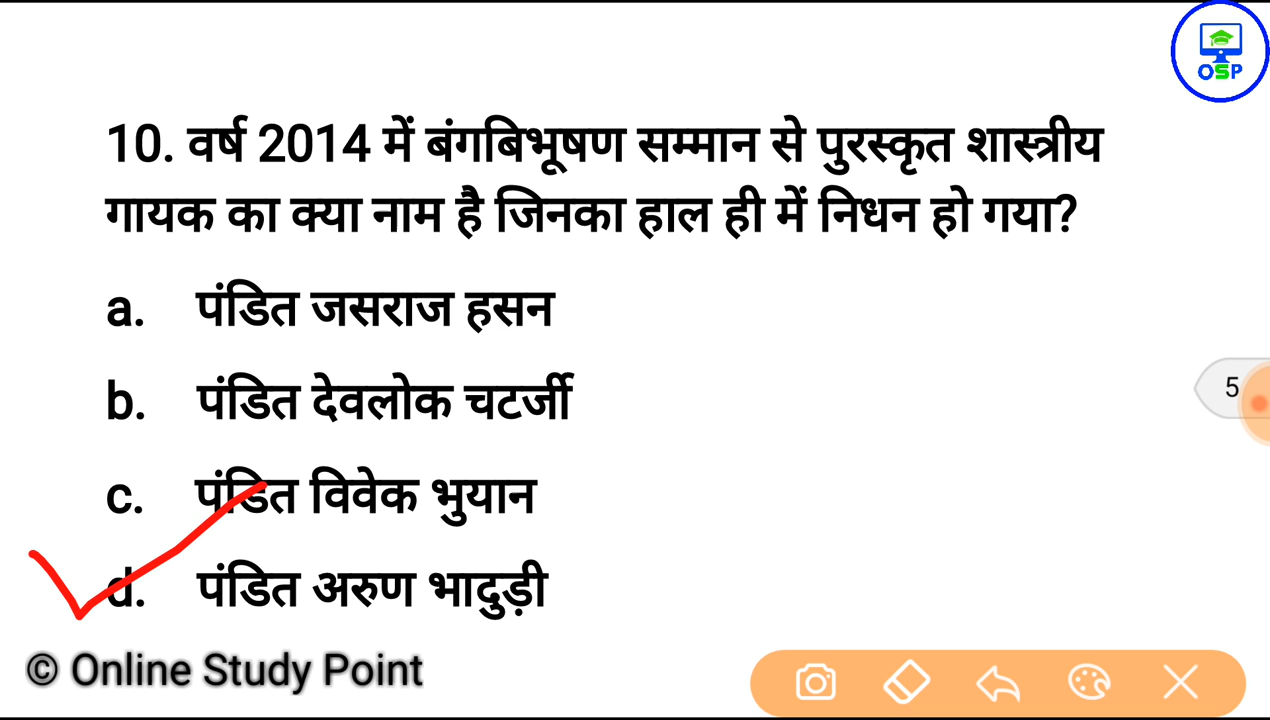 OSP
10. वर्ष 2014 में बंगबिभूषण सम्मान से पुरस्कृत शास्त्रीय
गायक का क्या नाम है जिनका हाल ही में निधन हो गया?
a. पंडित जसराज हसन
b. पंडित देवलोक चटर्जी
5
c. पंडित विवेक भुयान
d. पंडित अरुण भादुड़ी
© Online Study Point